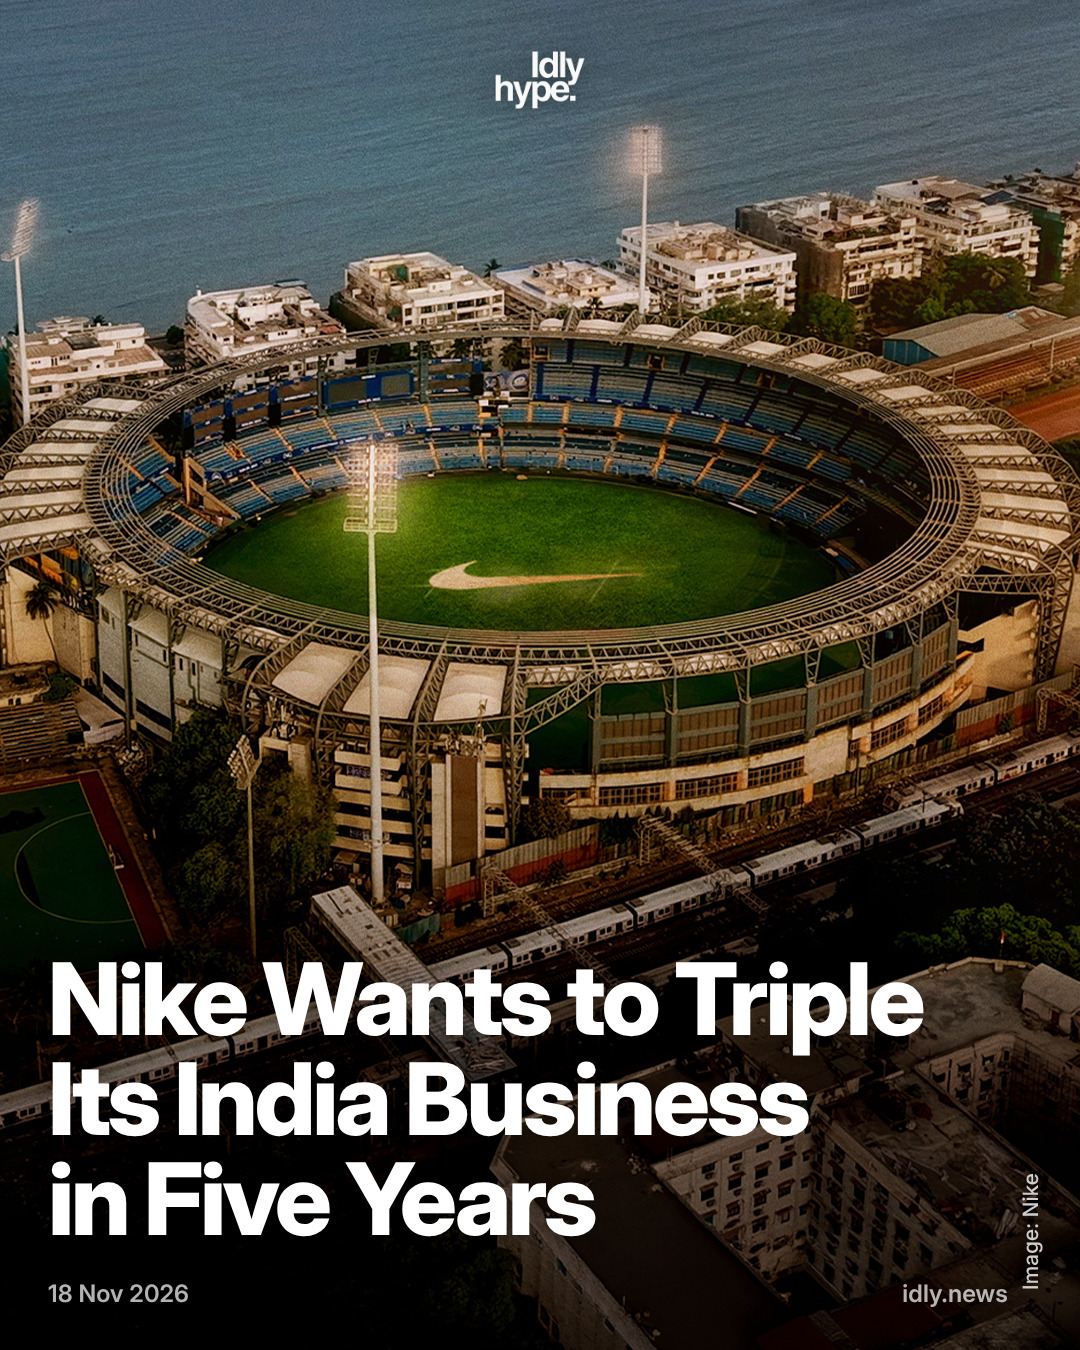 Idly
hype.
Nike Wants to Triple
Its India Business
in Five Years
18 Nov 2026
idly.news
Image: Nike